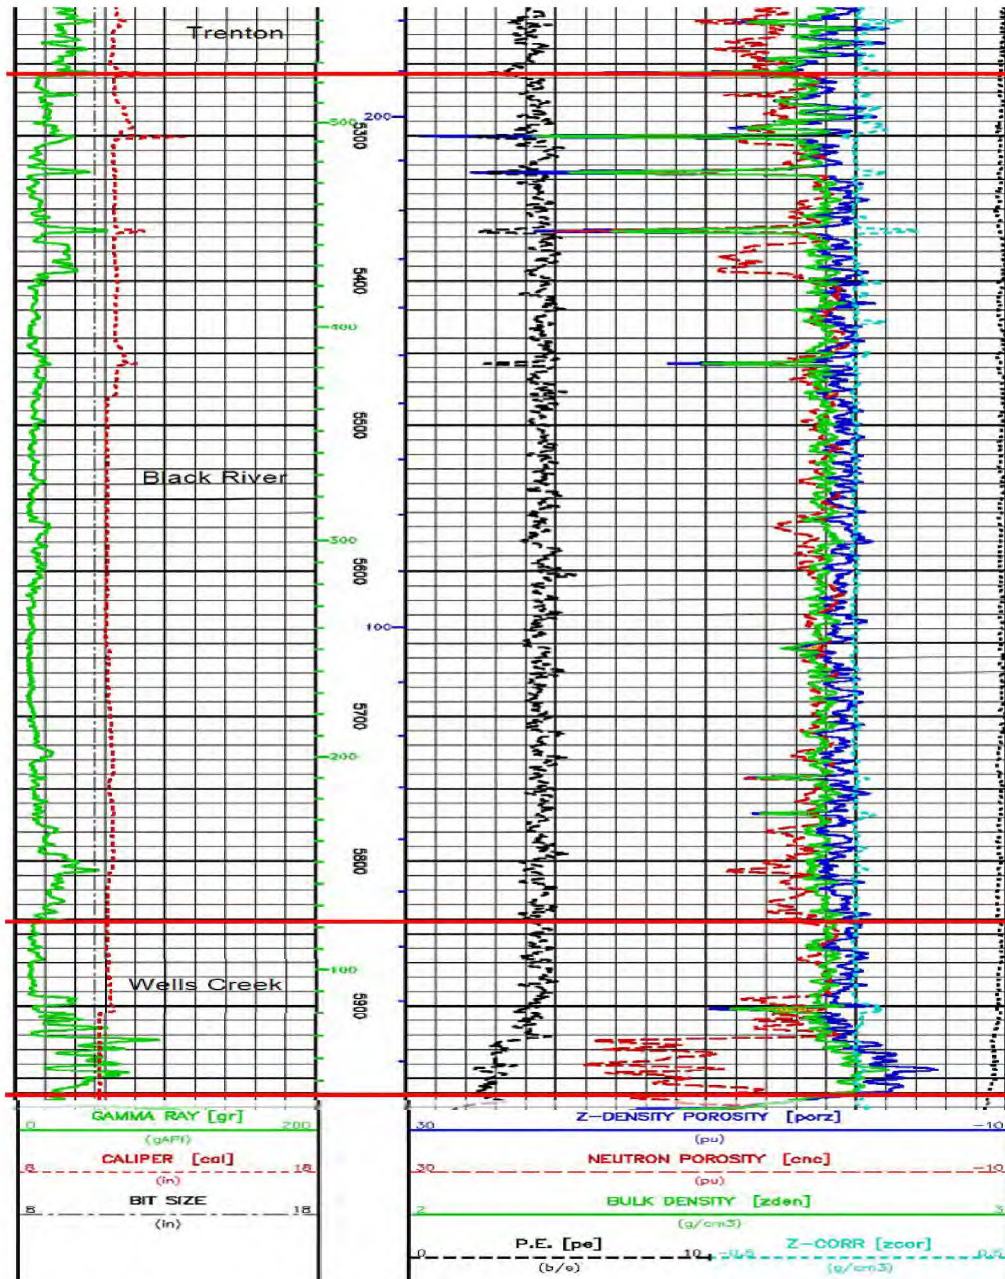 Trenton
200
500
5300
5400
400
5500
Black River
300
5600
100
5700
200
5800
100
Wells Creek
5900
GAMMA RAY [gr]
0 200
(gAPI)
CALIPER [cal]
8 18
(in)
BIT SIZE
8 18
(in)
Z-DENSITY POROSITY [porz]
30 -10
(pu)
NEUTRON POROSITY [cnc]
30 -10
(pu)
BULK DENSITY [zden]
2 3
(g/cm3)
P.E. [pe] Z-CORR [zcor]
0 10 -0.5 0.5
(b/e) (g/cm3)